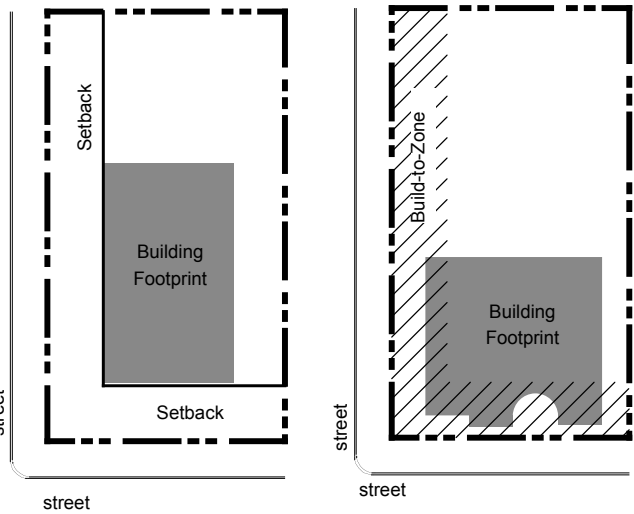 Setback
Building
Footprint
Setback
street
street
Build-to-Zone
Building
Footprint
street
street